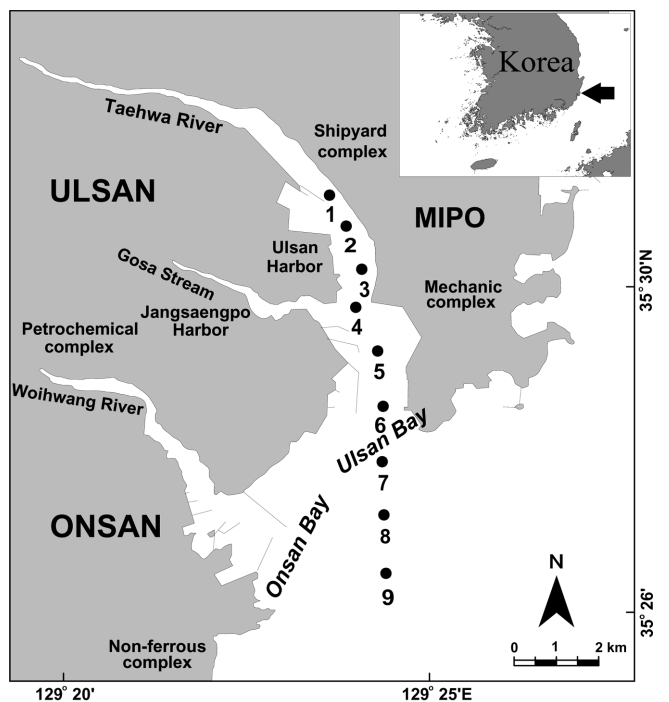 Korea
Taehwa River
Shipyard
complex
ULSAN
1
MIPO
2
Ulsan
Harbor
Gosa Stream
3
Mechanic
complex
35° 30'N
Jangsaengpo
Harbor
4
Petrochemical
complex
5
Woihwang River
6
Ulsan Bay
7
ONSAN
Onsan Bay
8
9
N
35° 26'
Non-ferrous
complex
0 1 2 km
129° 20' 129° 25'E